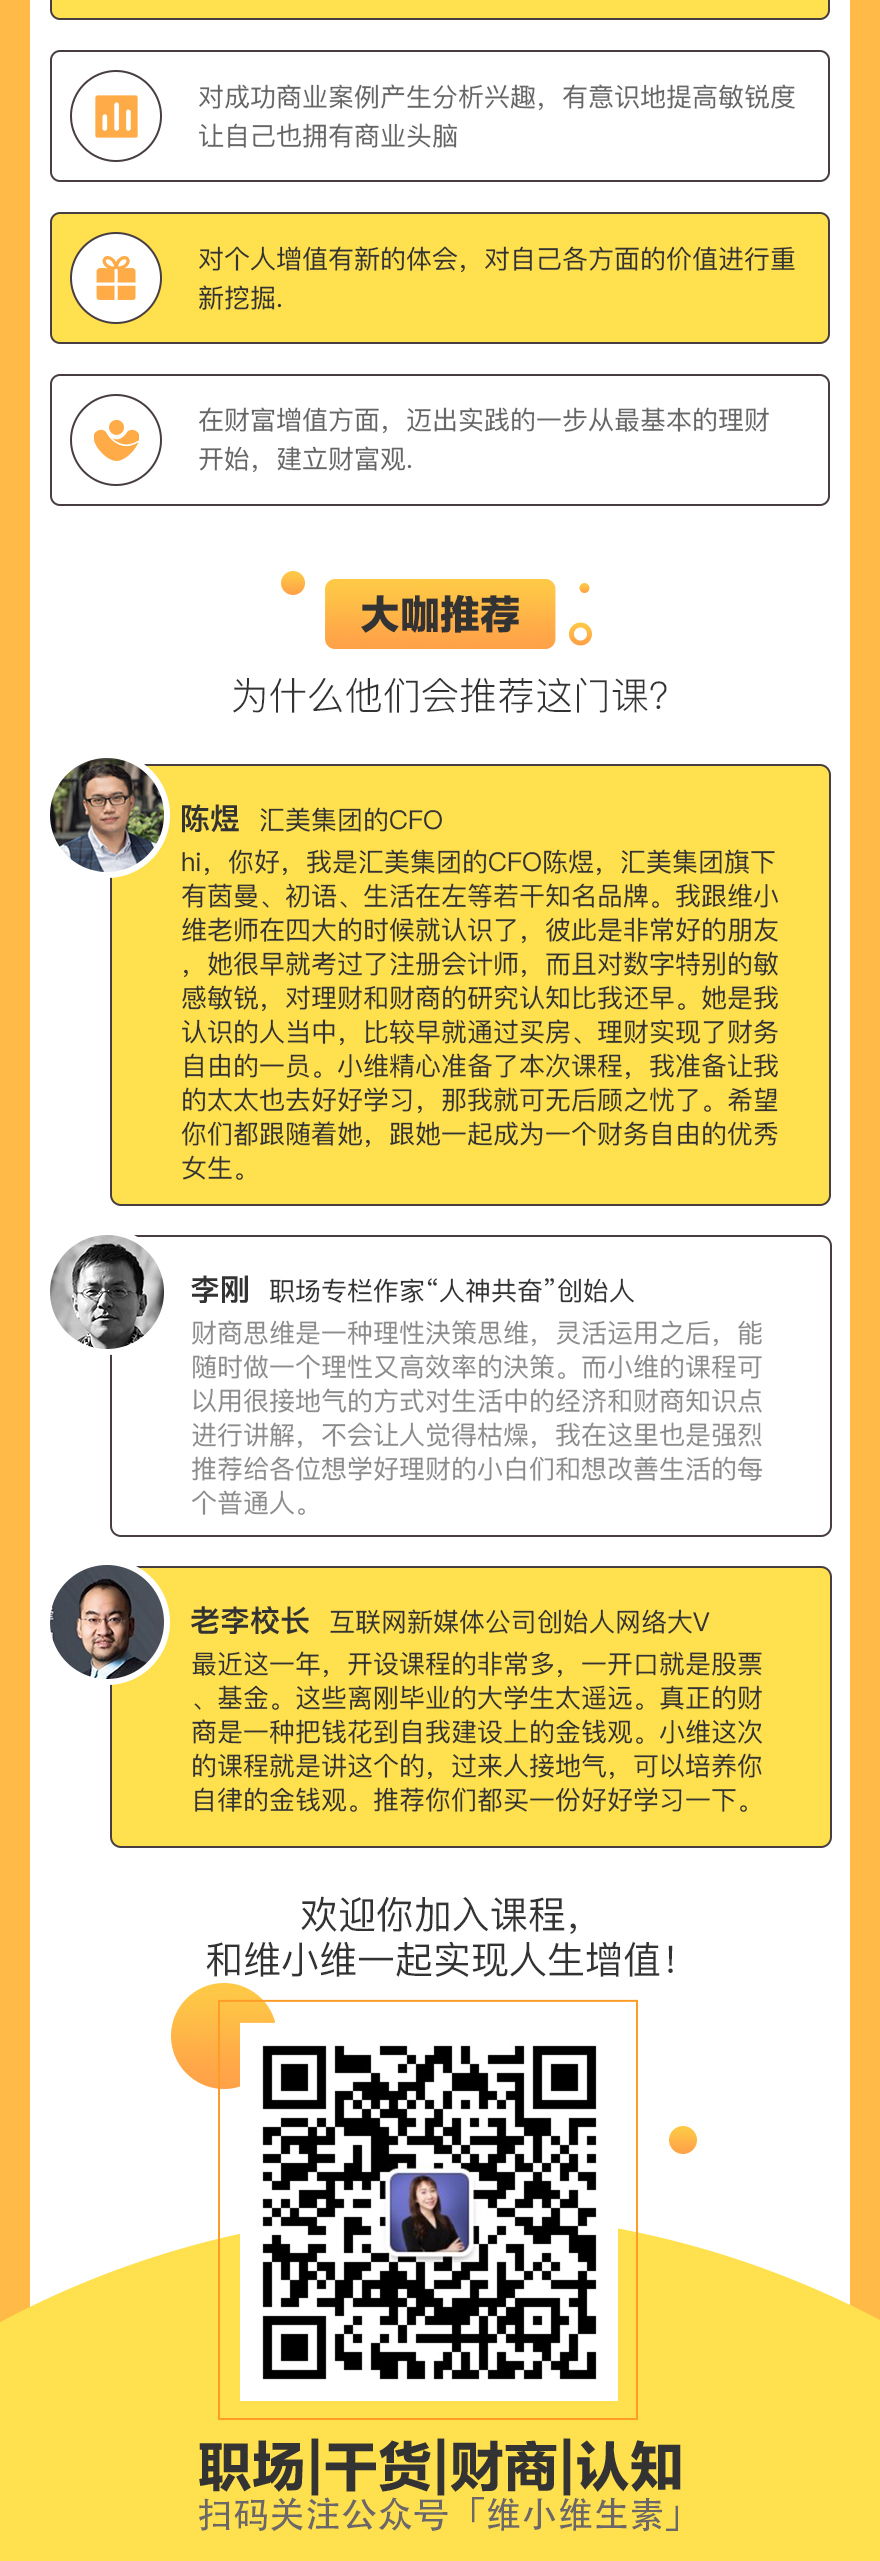 对成功商业案例产生分析兴趣，有意识地提高敏锐度
让自己也拥有商业头脑
对个人增值有新的体会，对自己各方面的价值进行重
新挖掘.
在财富增值方面，迈出实践的一步从最基本的理财
开始，建立财富观.
大咖推荐
为什么他们会推荐这门课？
陈煜 汇美集团的CFO
hi，你好，我是汇美集团的CFO陈煜，汇美集团旗下
有茵曼、初语、生活在左等若干知名品牌。我跟维小
维老师在四大的时候就认识了，彼此是非常好的朋友
，她很早就考过了注册会计师，而且对数字特别的敏
感敏锐，对理财和财商的研究认知比我还早。她是我
认识的人当中，比较早就通过买房、理财实现了财务
自由的一员。小维精心准备了本次课程，我准备让我
的太太也去好好学习，那我就可无后顾之忧了。希望
你们都跟随着她，跟她一起成为一个财务自由的优秀
女生。
李刚 职场专栏作家“人神共奋”创始人
财商思维是一种理性决策思维，灵活运用之后，能
随时做一个理性又高效率的决策。而小维的课程可
以用很接地气的方式对生活中的经济和财商知识点
进行讲解，不会让人觉得枯燥，我在这里也是强烈
推荐给各位想学好理财的小白们和想改善生活的每
个普通人。
老李校长 互联网新媒体公司创始人网络大V
最近这一年，开设课程的非常多，一开口就是股票
、基金。这些离刚毕业的大学生太遥远。真正的财
商是一种把钱花到自我建设上的金钱观。小维这次
的课程就是讲这个的，过来人接地气，可以培养你
自律的金钱观。推荐你们都买一份好好学习一下。
欢迎你加入课程，
和维小维一起实现人生增值！
职场|干货|财商|认知
扫码关注公众号「维小维生素」